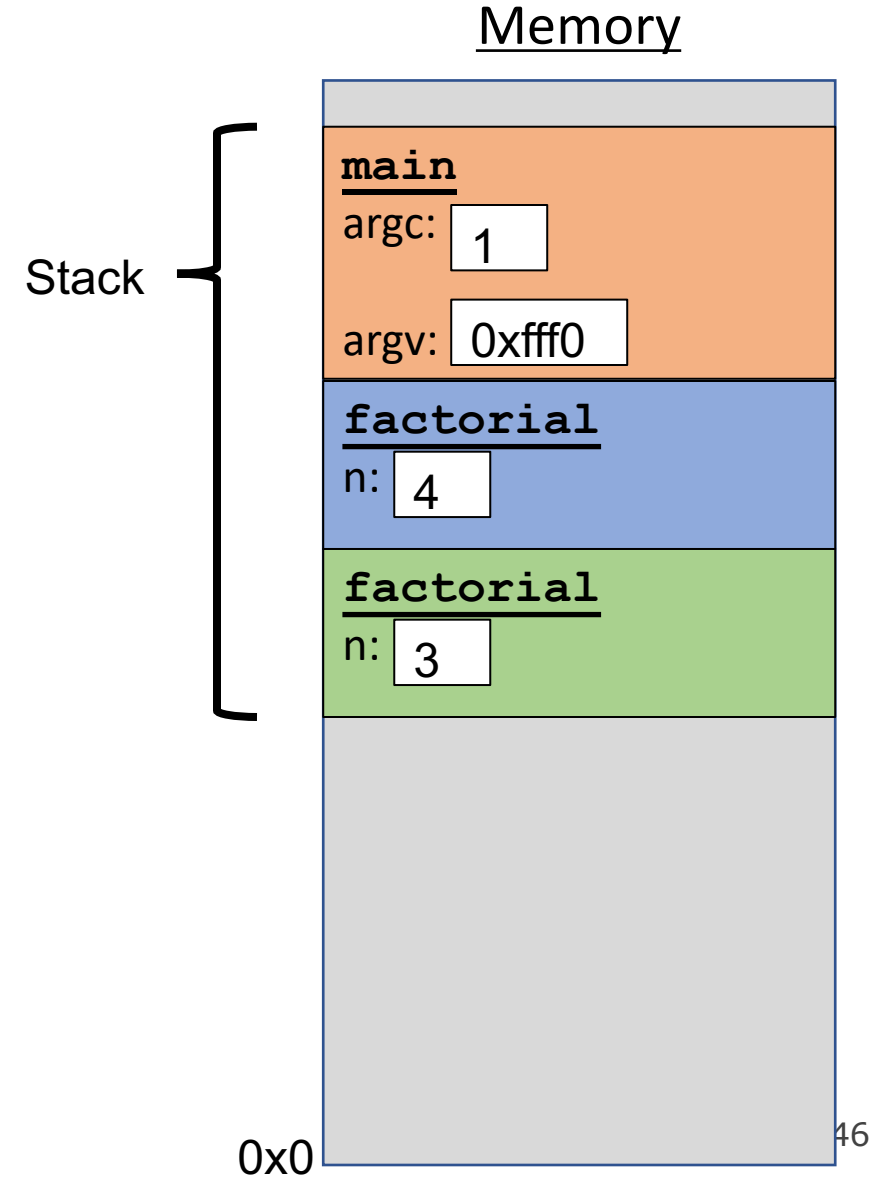 Memory
main
argc: 1
Stack
argv: 0xfff0
factorial
n: 4
factorial
n: 3
46
0x0